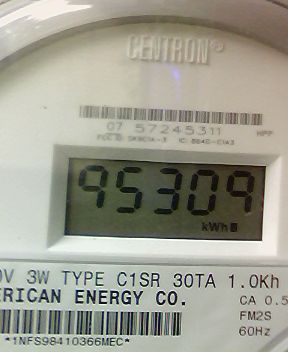 CENTRON®
07 57245311 HPP
95309
kWh
0V 3W TYPE C1SR 30TA 1.0Kh
ERICAN ENERGY CO. CA 0.5
FM2S
*1NFS98410366MEC* 60Hz